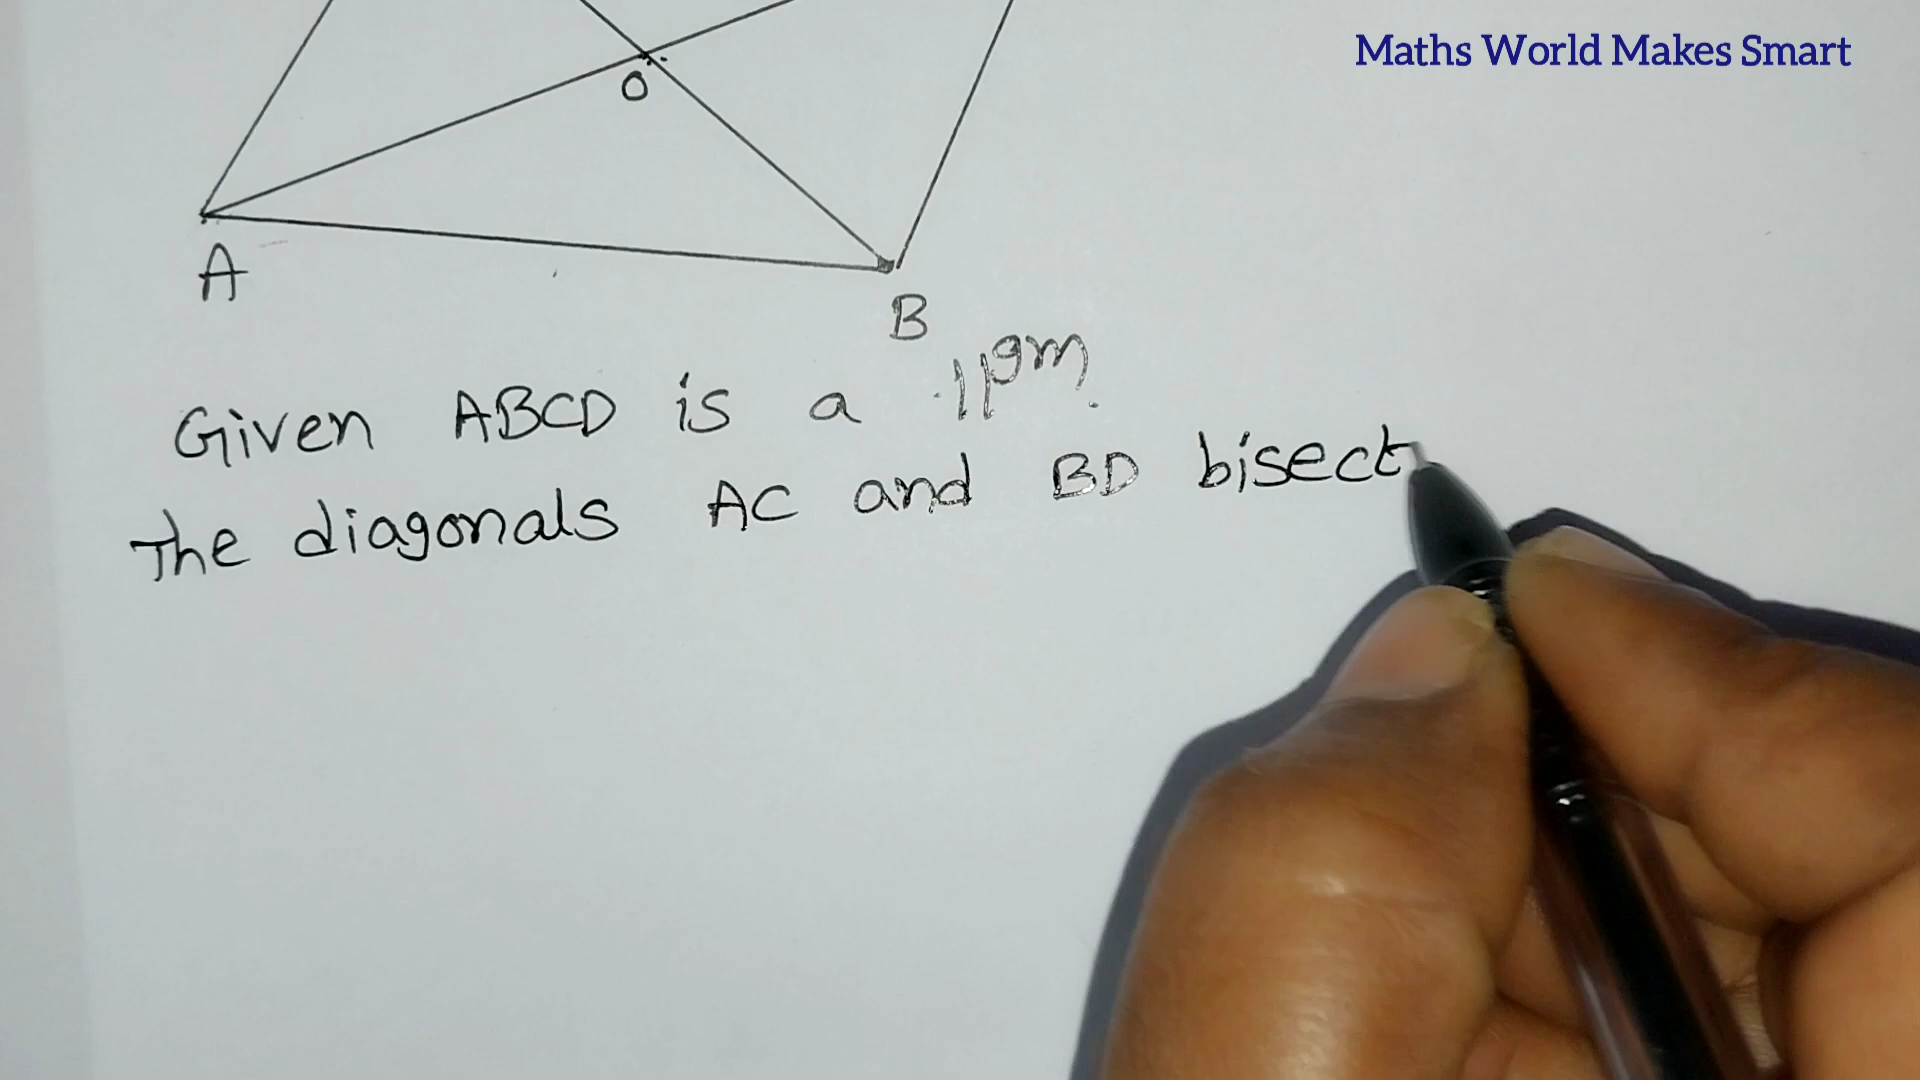 Maths World Makes Smart
O
A
B
Given ABCD is a ||gm.
The diagonals AC and BD bisect